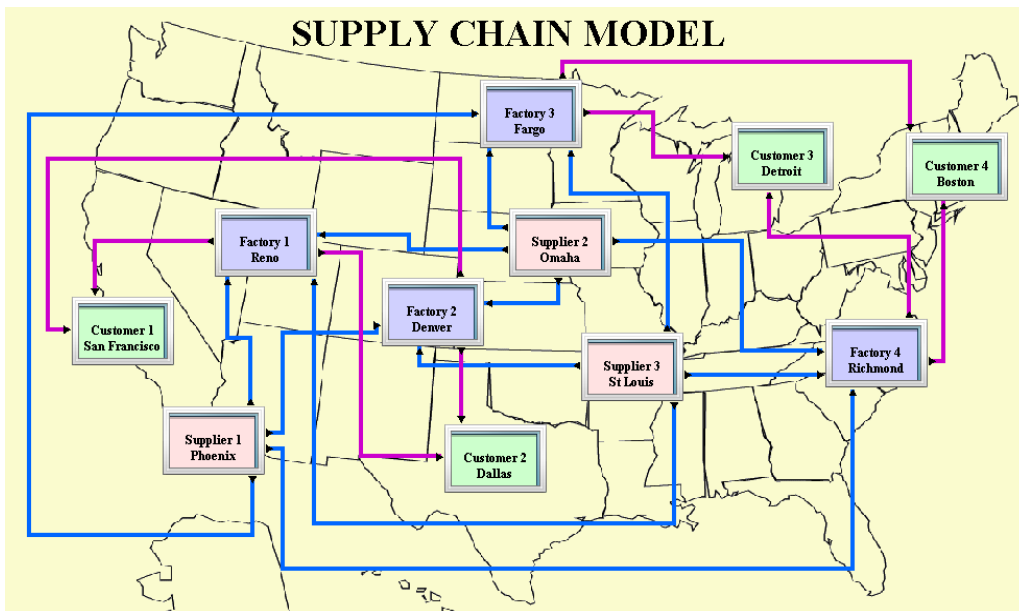 SUPPLY CHAIN MODEL
Factory 3
Fargo
Customer 3
Detroit
Customer 4
Boston
Factory 1
Reno
Supplier 2
Omaha
Factory 2
Denver
Customer 1
San Francisco
Supplier 3
St Louis
Factory 4
Richmond
Supplier 1
Phoenix
Customer 2
Dallas